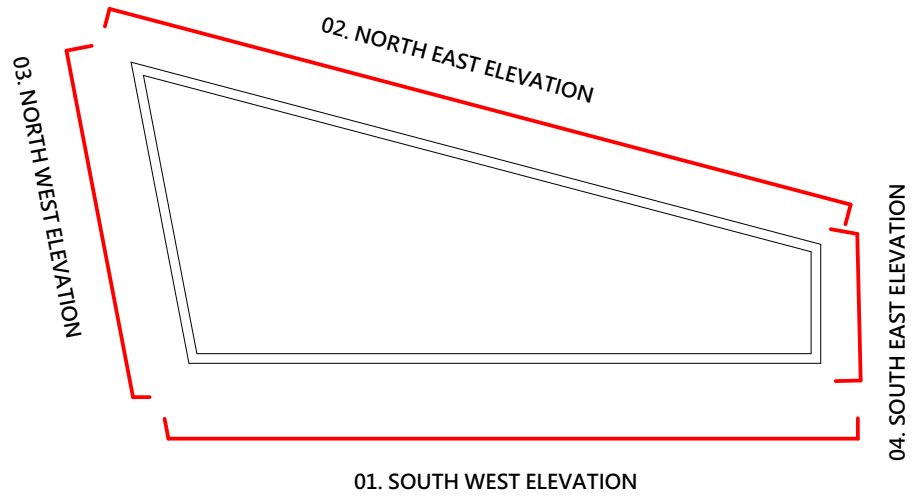 02. NORTH EAST ELEVATION
03. NORTH WEST ELEVATION
04. SOUTH EAST ELEVATION
01. SOUTH WEST ELEVATION